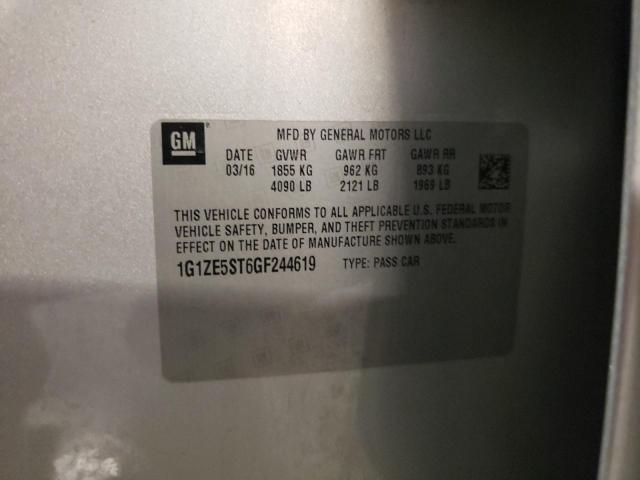 GM
MFD BY GENERAL MOTORS LLC
DATE GVWR GAWR FRT GAWR RR
03/16 1855 KG 962 KG 893 KG
4090 LB 2121 LB 1969 LB
THIS VEHICLE CONFORMS TO ALL APPLICABLE U.S. FEDERAL MOTOR
VEHICLE SAFETY, BUMPER, AND THEFT PREVENTION STANDARDS IN
EFFECT ON THE DATE OF MANUFACTURE SHOWN ABOVE.
1G1ZE5ST6GF244619 TYPE: PASS CAR